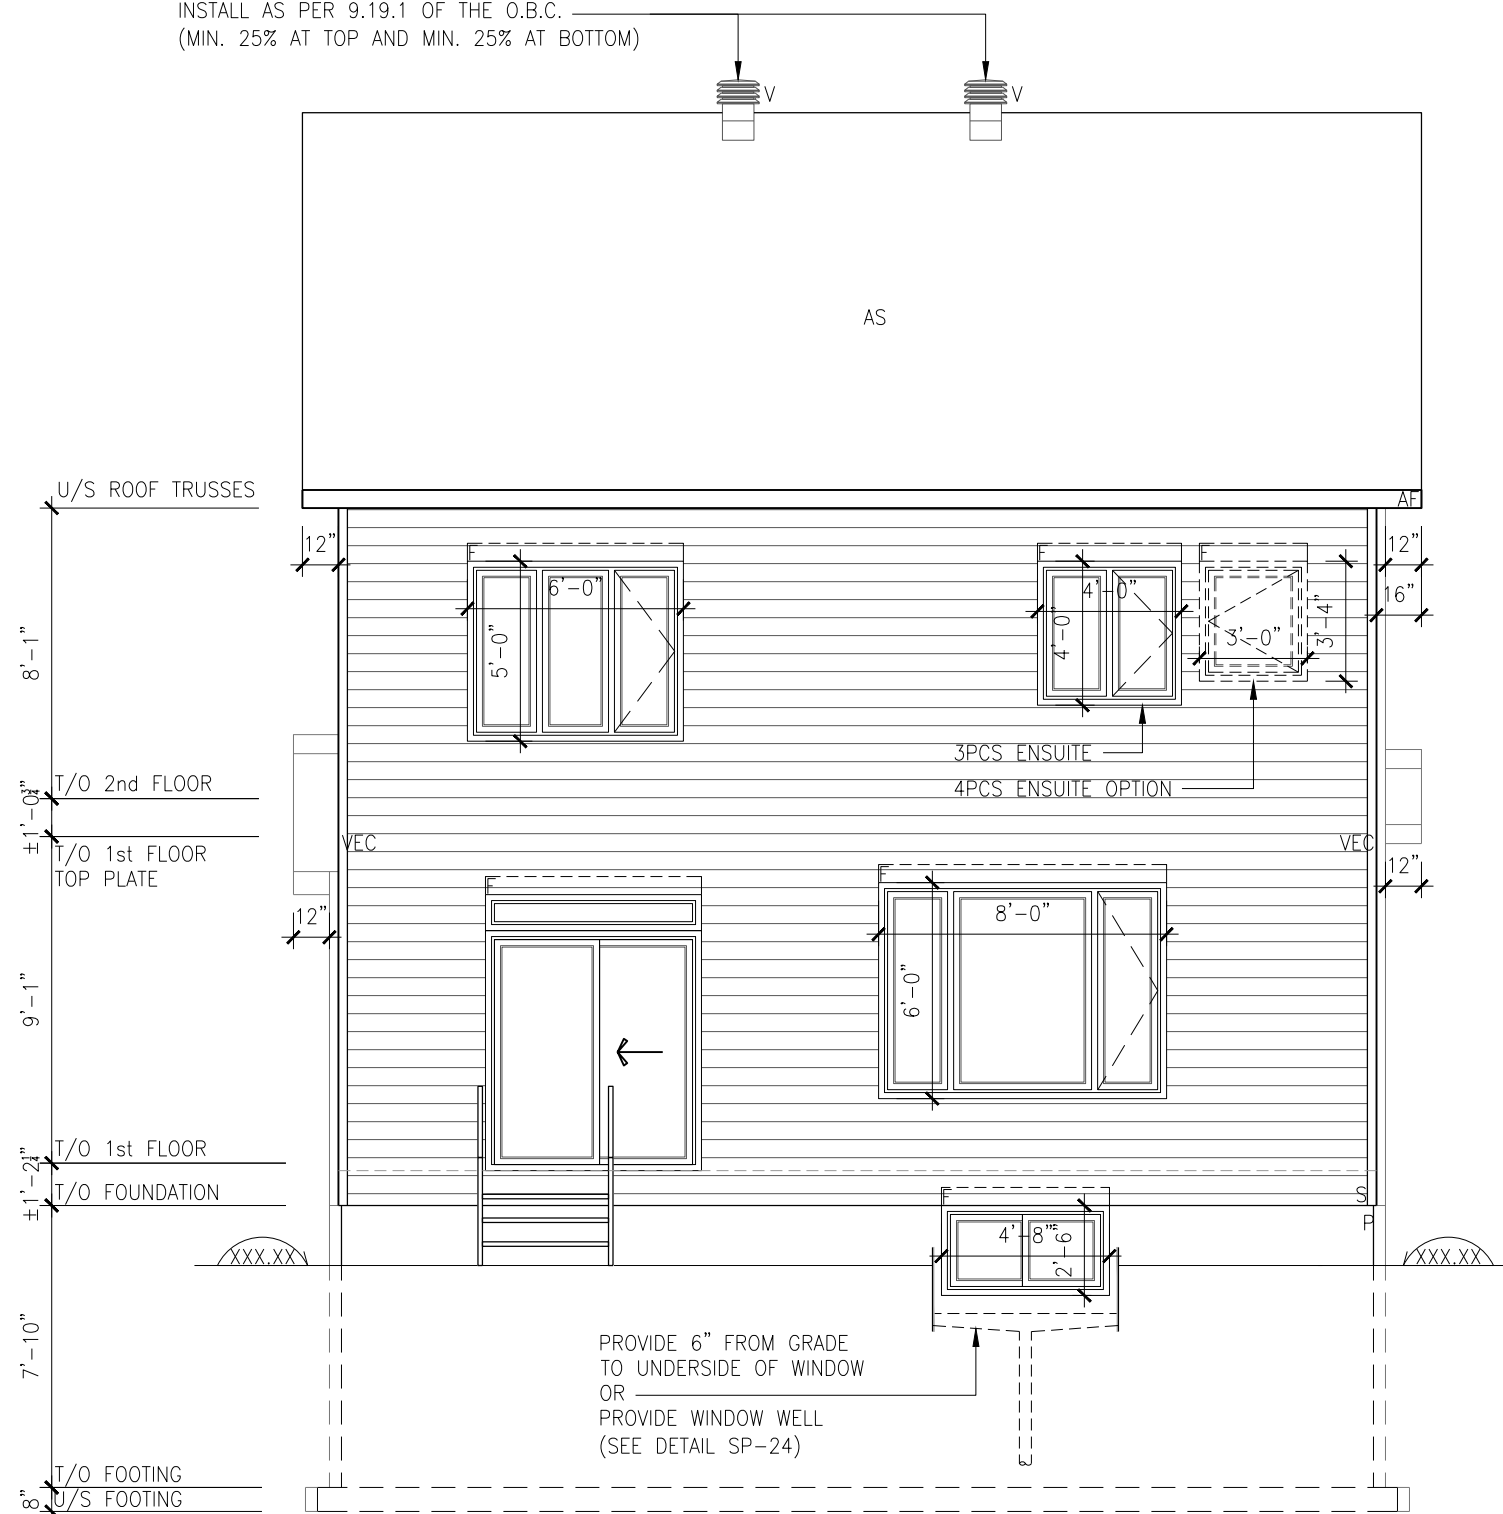 INSTALL AS PER 9.19.1 OF THE O.B.C.
(MIN. 25% AT TOP AND MIN. 25% AT BOTTOM)
V
V
AS
U/S ROOF TRUSSES
AF
12"
12"
16"
F
F
F
6'-0"
5'-0"
4'-0"
4'-0"
3'-0"
3'-4"
8'-1"
3PCS ENSUITE
4PCS ENSUITE OPTION
T/O 2nd FLOOR
T/O 1st FLOOR
TOP PLATE
VEC
VEC
12"
12"
F
F
8'-0"
6'-0"
9'-1"
T/O 1st FLOOR
T/O FOUNDATION
S
P
F
4'-8"
2'-6"
XXX.XX
XXX.XX
7'-10"
PROVIDE 6" FROM GRADE
TO UNDERSIDE OF WINDOW
OR
PROVIDE WINDOW WELL
(SEE DETAIL SP-24)
T/O FOOTING
U/S FOOTING
8"